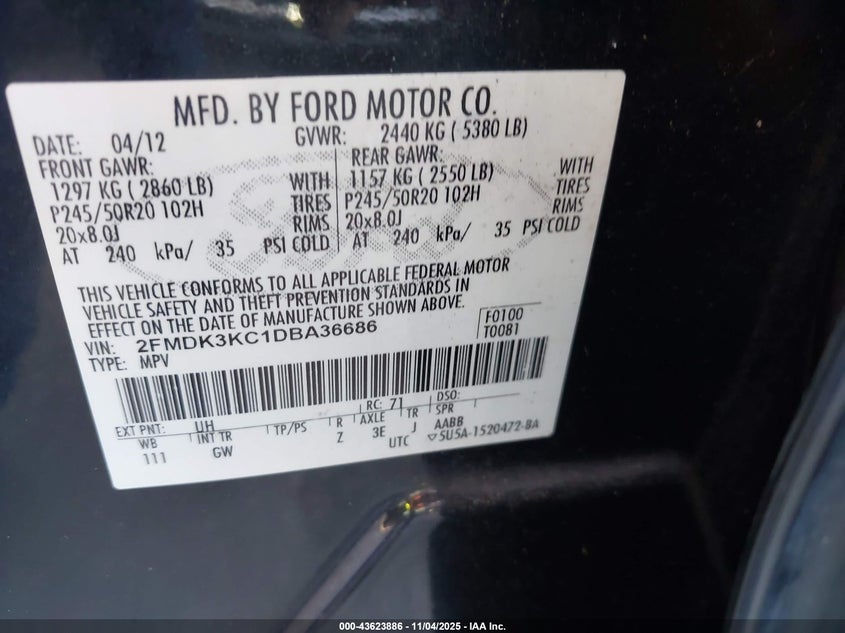 MFD. BY FORD MOTOR CO.
DATE: 04/12 GVWR: 2440 KG ( 5380 LB)
FRONT GAWR: REAR GAWR:
1297 KG ( 2860 LB) WITH 1157 KG ( 2550 LB) WITH
P245/50R20 102H TIRES P245/50R20 102H TIRES
20x8.0J RIMS 20x8.0J RIMS
AT 240 kPa/ 35 PSI COLD AT 240 kPa/ 35 PSI COLD
THIS VEHICLE CONFORMS TO ALL APPLICABLE FEDERAL MOTOR
VEHICLE SAFETY AND THEFT PREVENTION STANDARDS IN
EFFECT ON THE DATE OF MANUFACTURE SHOWN ABOVE.
VIN: 2FMDK3KC1DBA36686 F0100
TYPE: MPV T0081
EXT PNT: UH RC: 71 DSO:
WB INT TR TP/PS R AXLE TR SPR
111 GW Z 3E J AABB
UTC ▽5U5A-1520472-BA
000-43623886 - 11/04/2025 - IAA Inc.